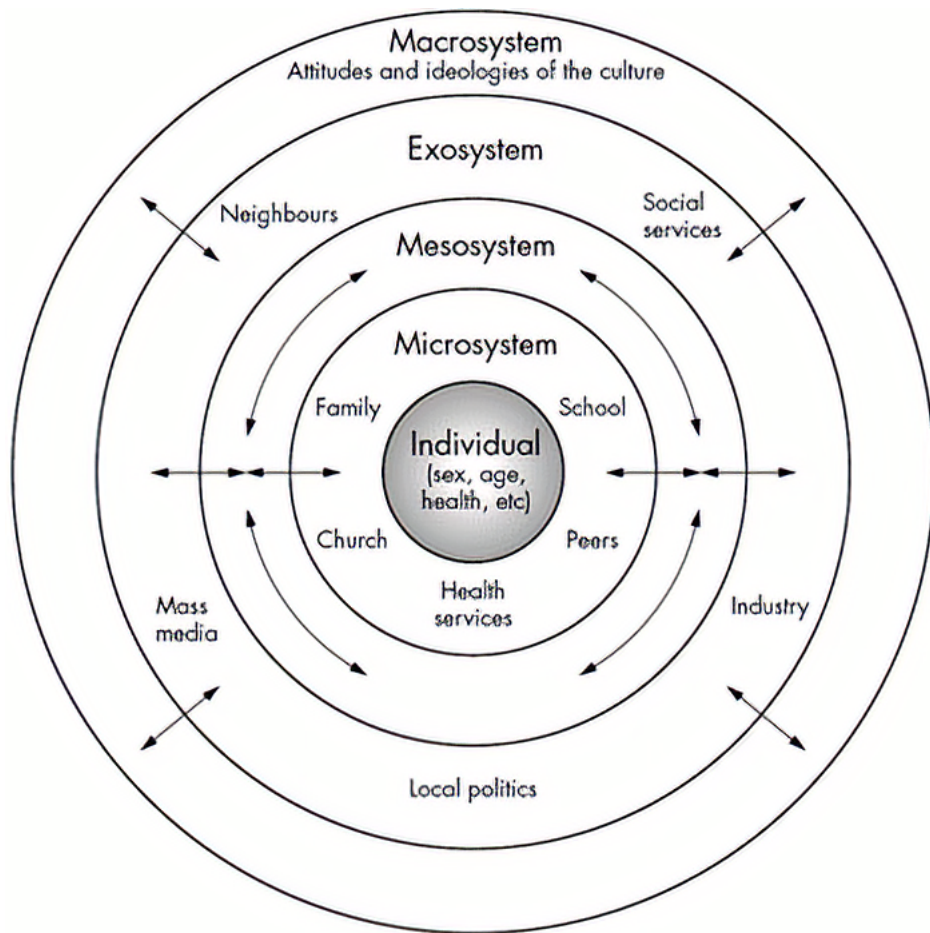 Macrosystem
Attitudes and ideologies of the culture
Exosystem
Neighbours
Social
services
Mesosystem
Microsystem
Family
School
Individual
(sex, age,
health, etc)
Church
Peers
Health
services
Mass
media
Industry
Local politics